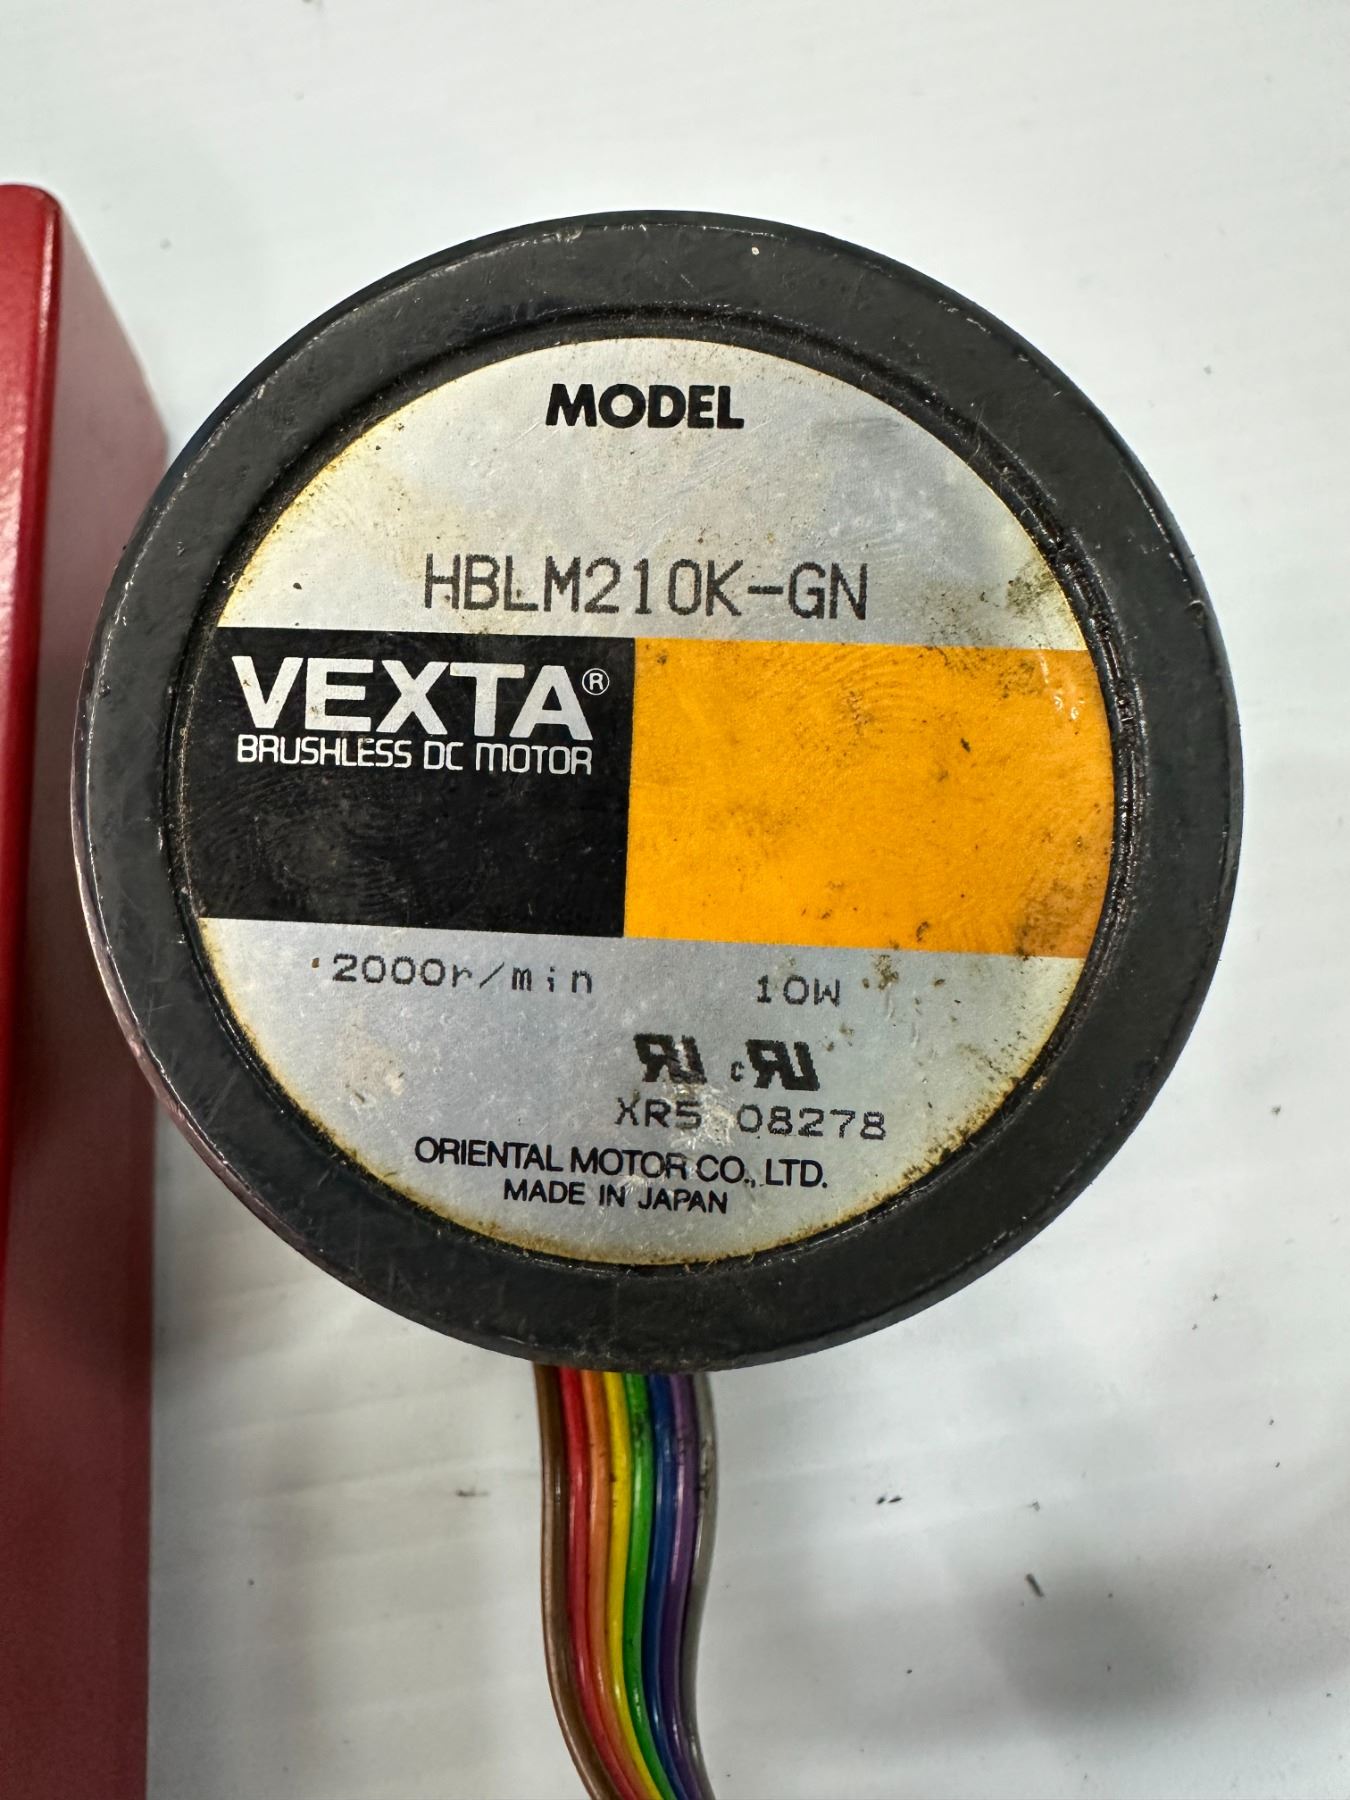 MODEL
HBLM210K-GN
VEXTA®
BRUSHLESS DC MOTOR
2000r/min 10W
XR5 08278
ORIENTAL MOTOR CO., LTD.
MADE IN JAPAN